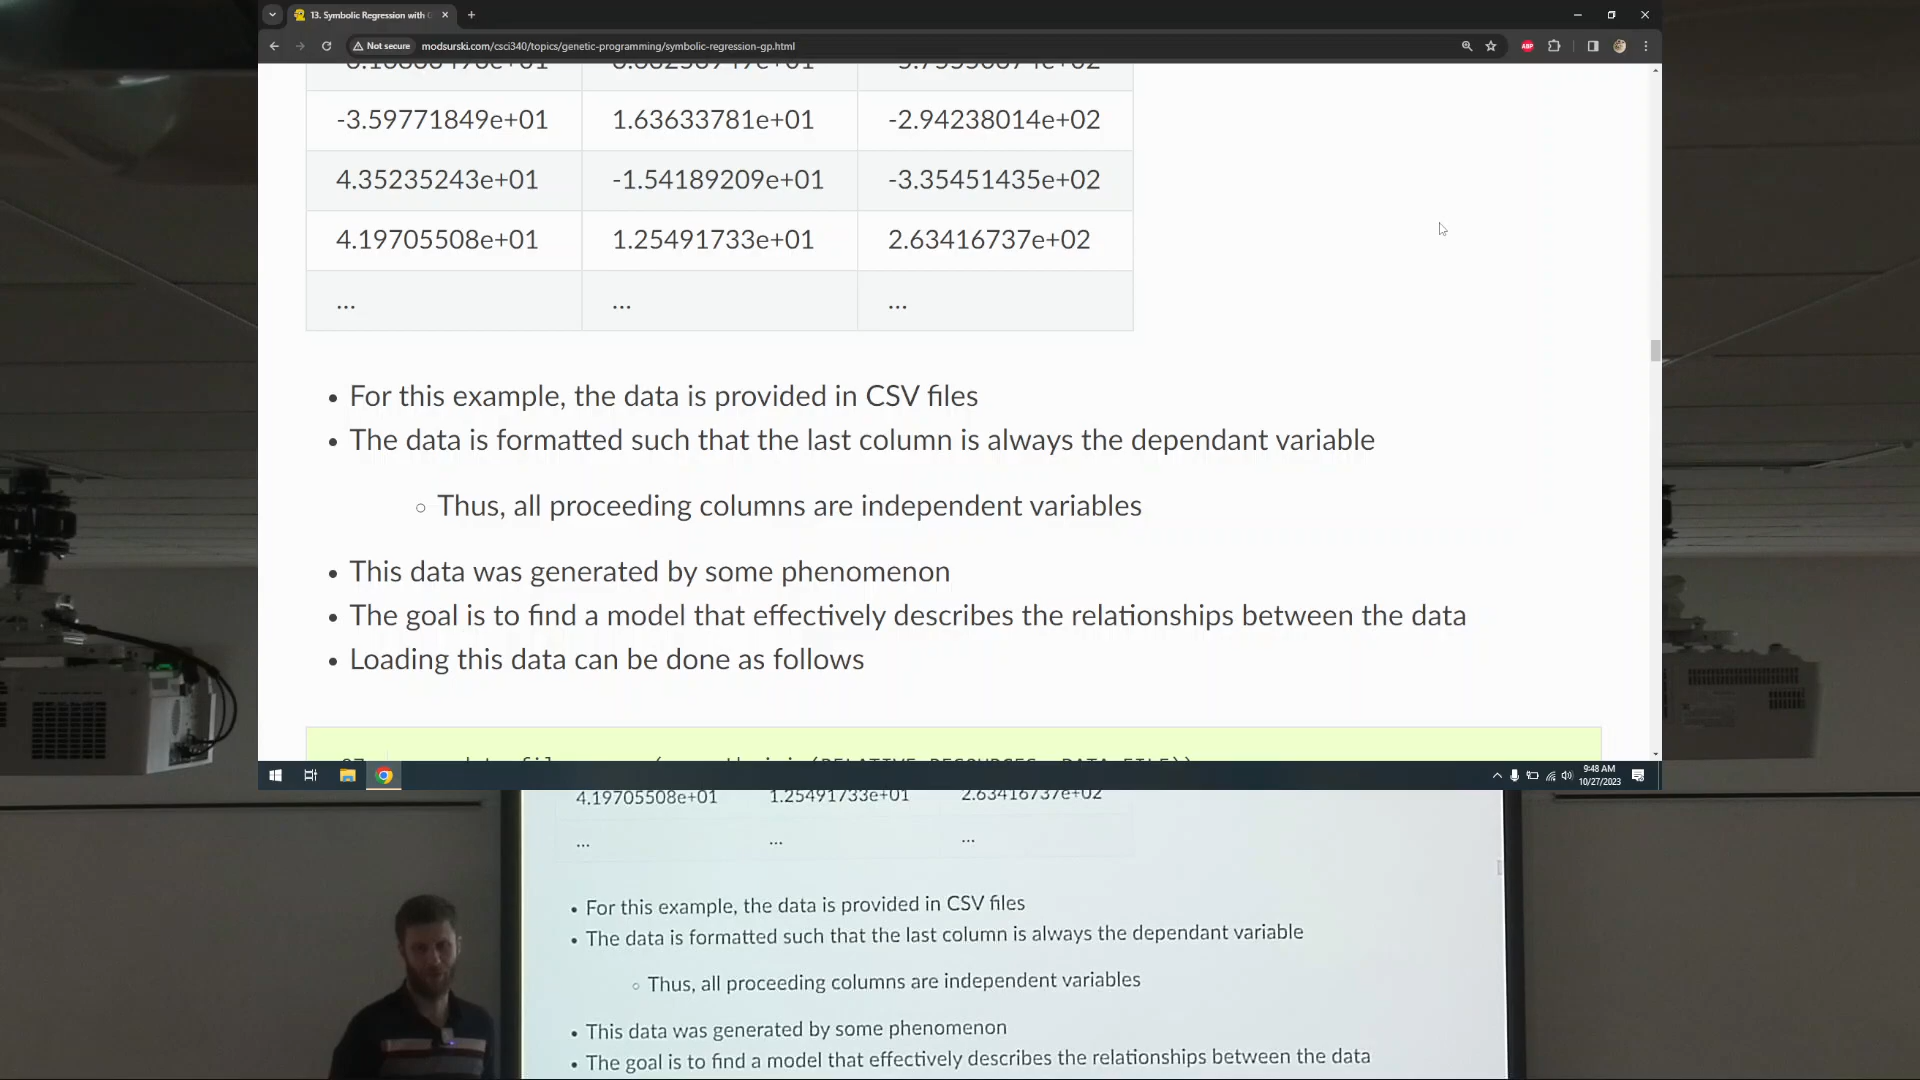 13. Symbolic Regression with G
Not secure
modsurski.com/csci340/topics/genetic-programming/symbolic-regression-gp.html
ABP
-3.59771849e+01 1.63633781e+01 -2.94238014e+02
4.35235243e+01 -1.54189209e+01 -3.35451435e+02
4.19705508e+01 1.25491733e+01 2.63416737e+02
... ... ...
• For this example, the data is provided in CSV files
• The data is formatted such that the last column is always the dependant variable
◦ Thus, all proceeding columns are independent variables
• This data was generated by some phenomenon
• The goal is to find a model that effectively describes the relationships between the data
• Loading this data can be done as follows
9:48 AM
10/27/2023
4.19705508e+01 1.25491733e+01 2.63416737e+02
... ... ...
• For this example, the data is provided in CSV files
• The data is formatted such that the last column is always the dependant variable
◦ Thus, all proceeding columns are independent variables
• This data was generated by some phenomenon
• The goal is to find a model that effectively describes the relationships between the data